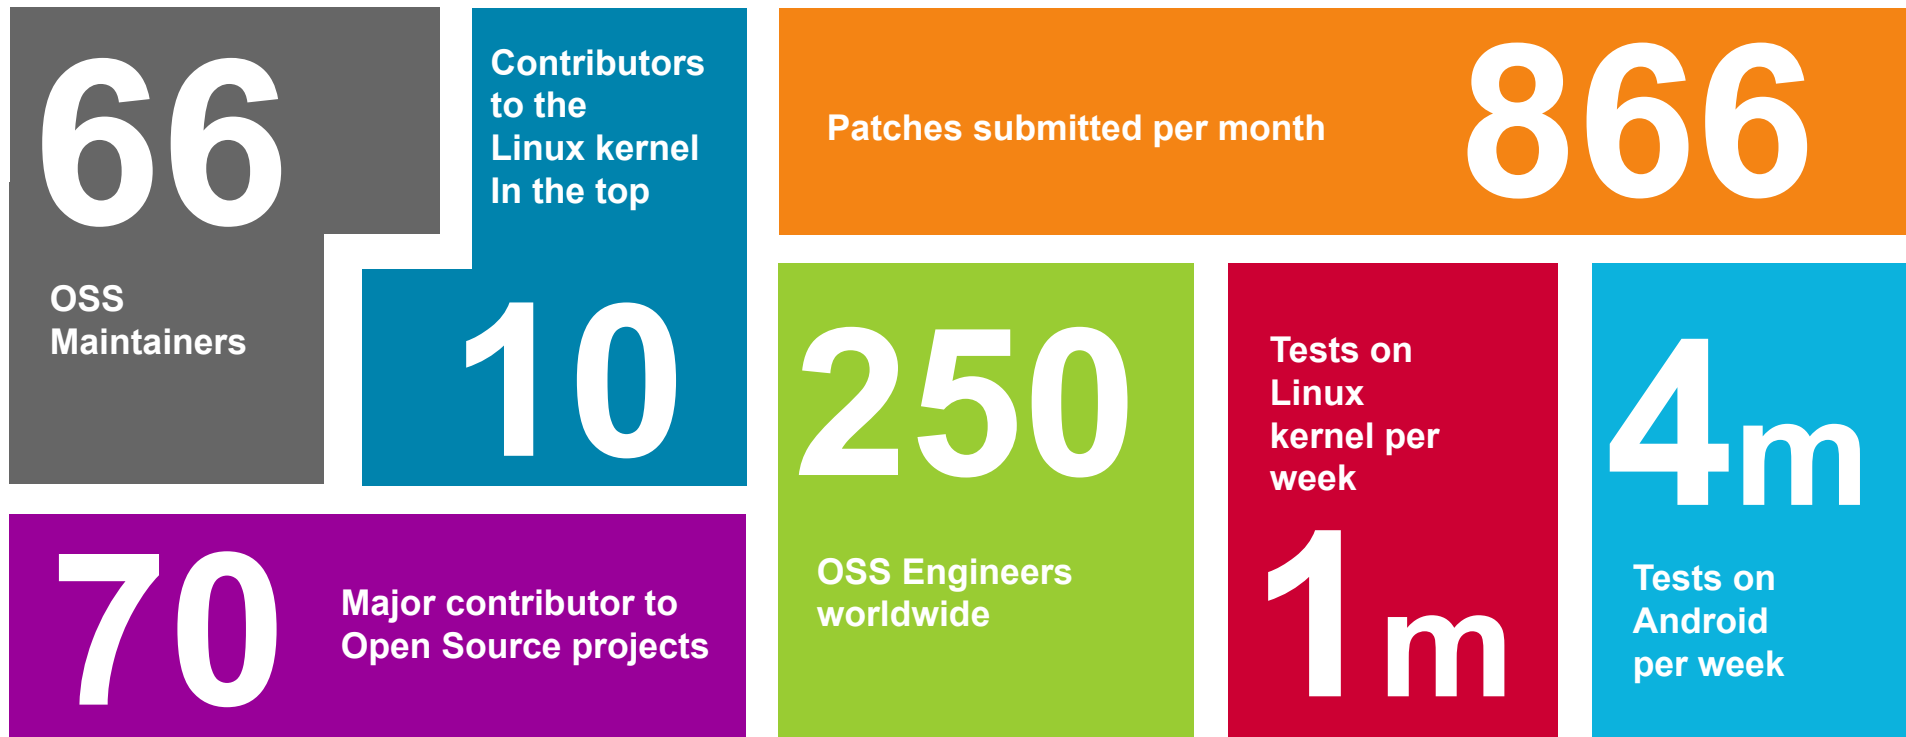 66
OSS
Maintainers
Contributors
to the
Linux kernel
In the top
10
Patches submitted per month
866
70
Major contributor to
Open Source projects
250
OSS Engineers
worldwide
Tests on
Linux
kernel per
week
1m
4m
Tests on
Android
per week